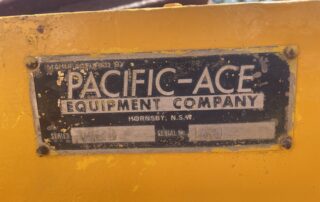 MANUFACTURED BY
PACIFIC-ACE
EQUIPMENT COMPANY
HORNSBY, N.S.W.
SERIES SERIAL No.